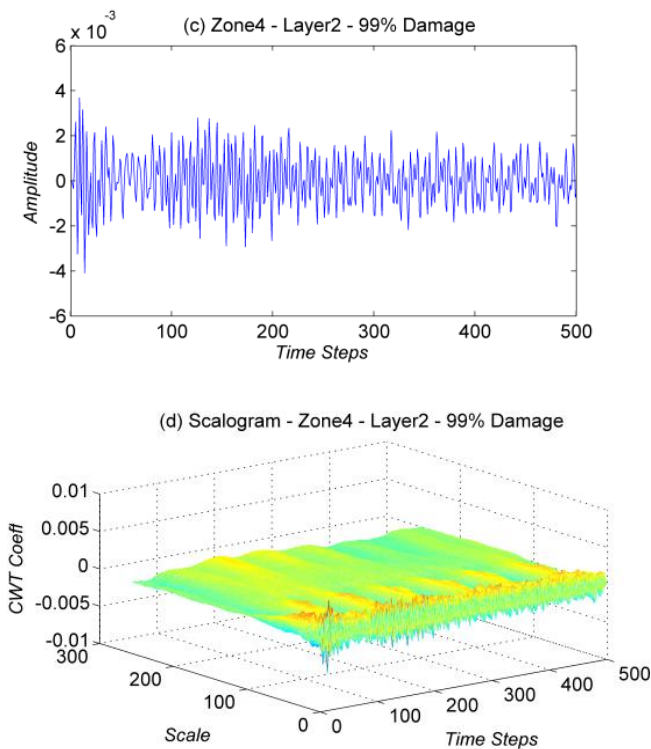 (c) Zone4 - Layer2 - 99% Damage
x 10^-3
6
4
2
0
-2
-4
-6
Amplitude
0 100 200 300 400 500
Time Steps
(d) Scalogram - Zone4 - Layer2 - 99% Damage
0.01
0.005
0
-0.005
-0.01
CWT Coeff
300
200
100
0
Scale
0
100
200
300
400
500
Time Steps